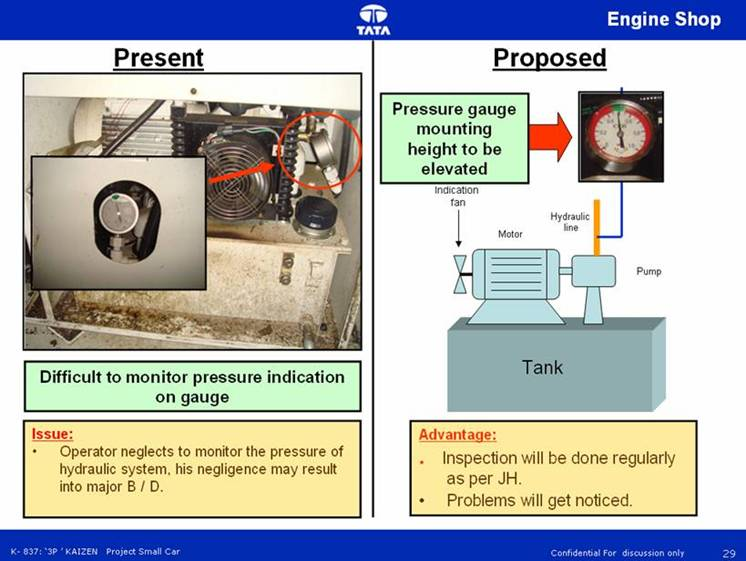 TATA
Engine Shop
Present
Proposed
Pressure gauge
mounting
height to be
elevated
Indication
fan
Hydraulic
line
Motor
Pump
Tank
Difficult to monitor pressure indication
on gauge
Issue:
• Operator neglects to monitor the pressure of
hydraulic system, his negligence may result
into major B / D.
Advantage:
• Inspection will be done regularly
as per JH.
• Problems will get noticed.
K- 837: ‘3P ’ KAIZEN Project Small Car
Confidential For discussion only
29